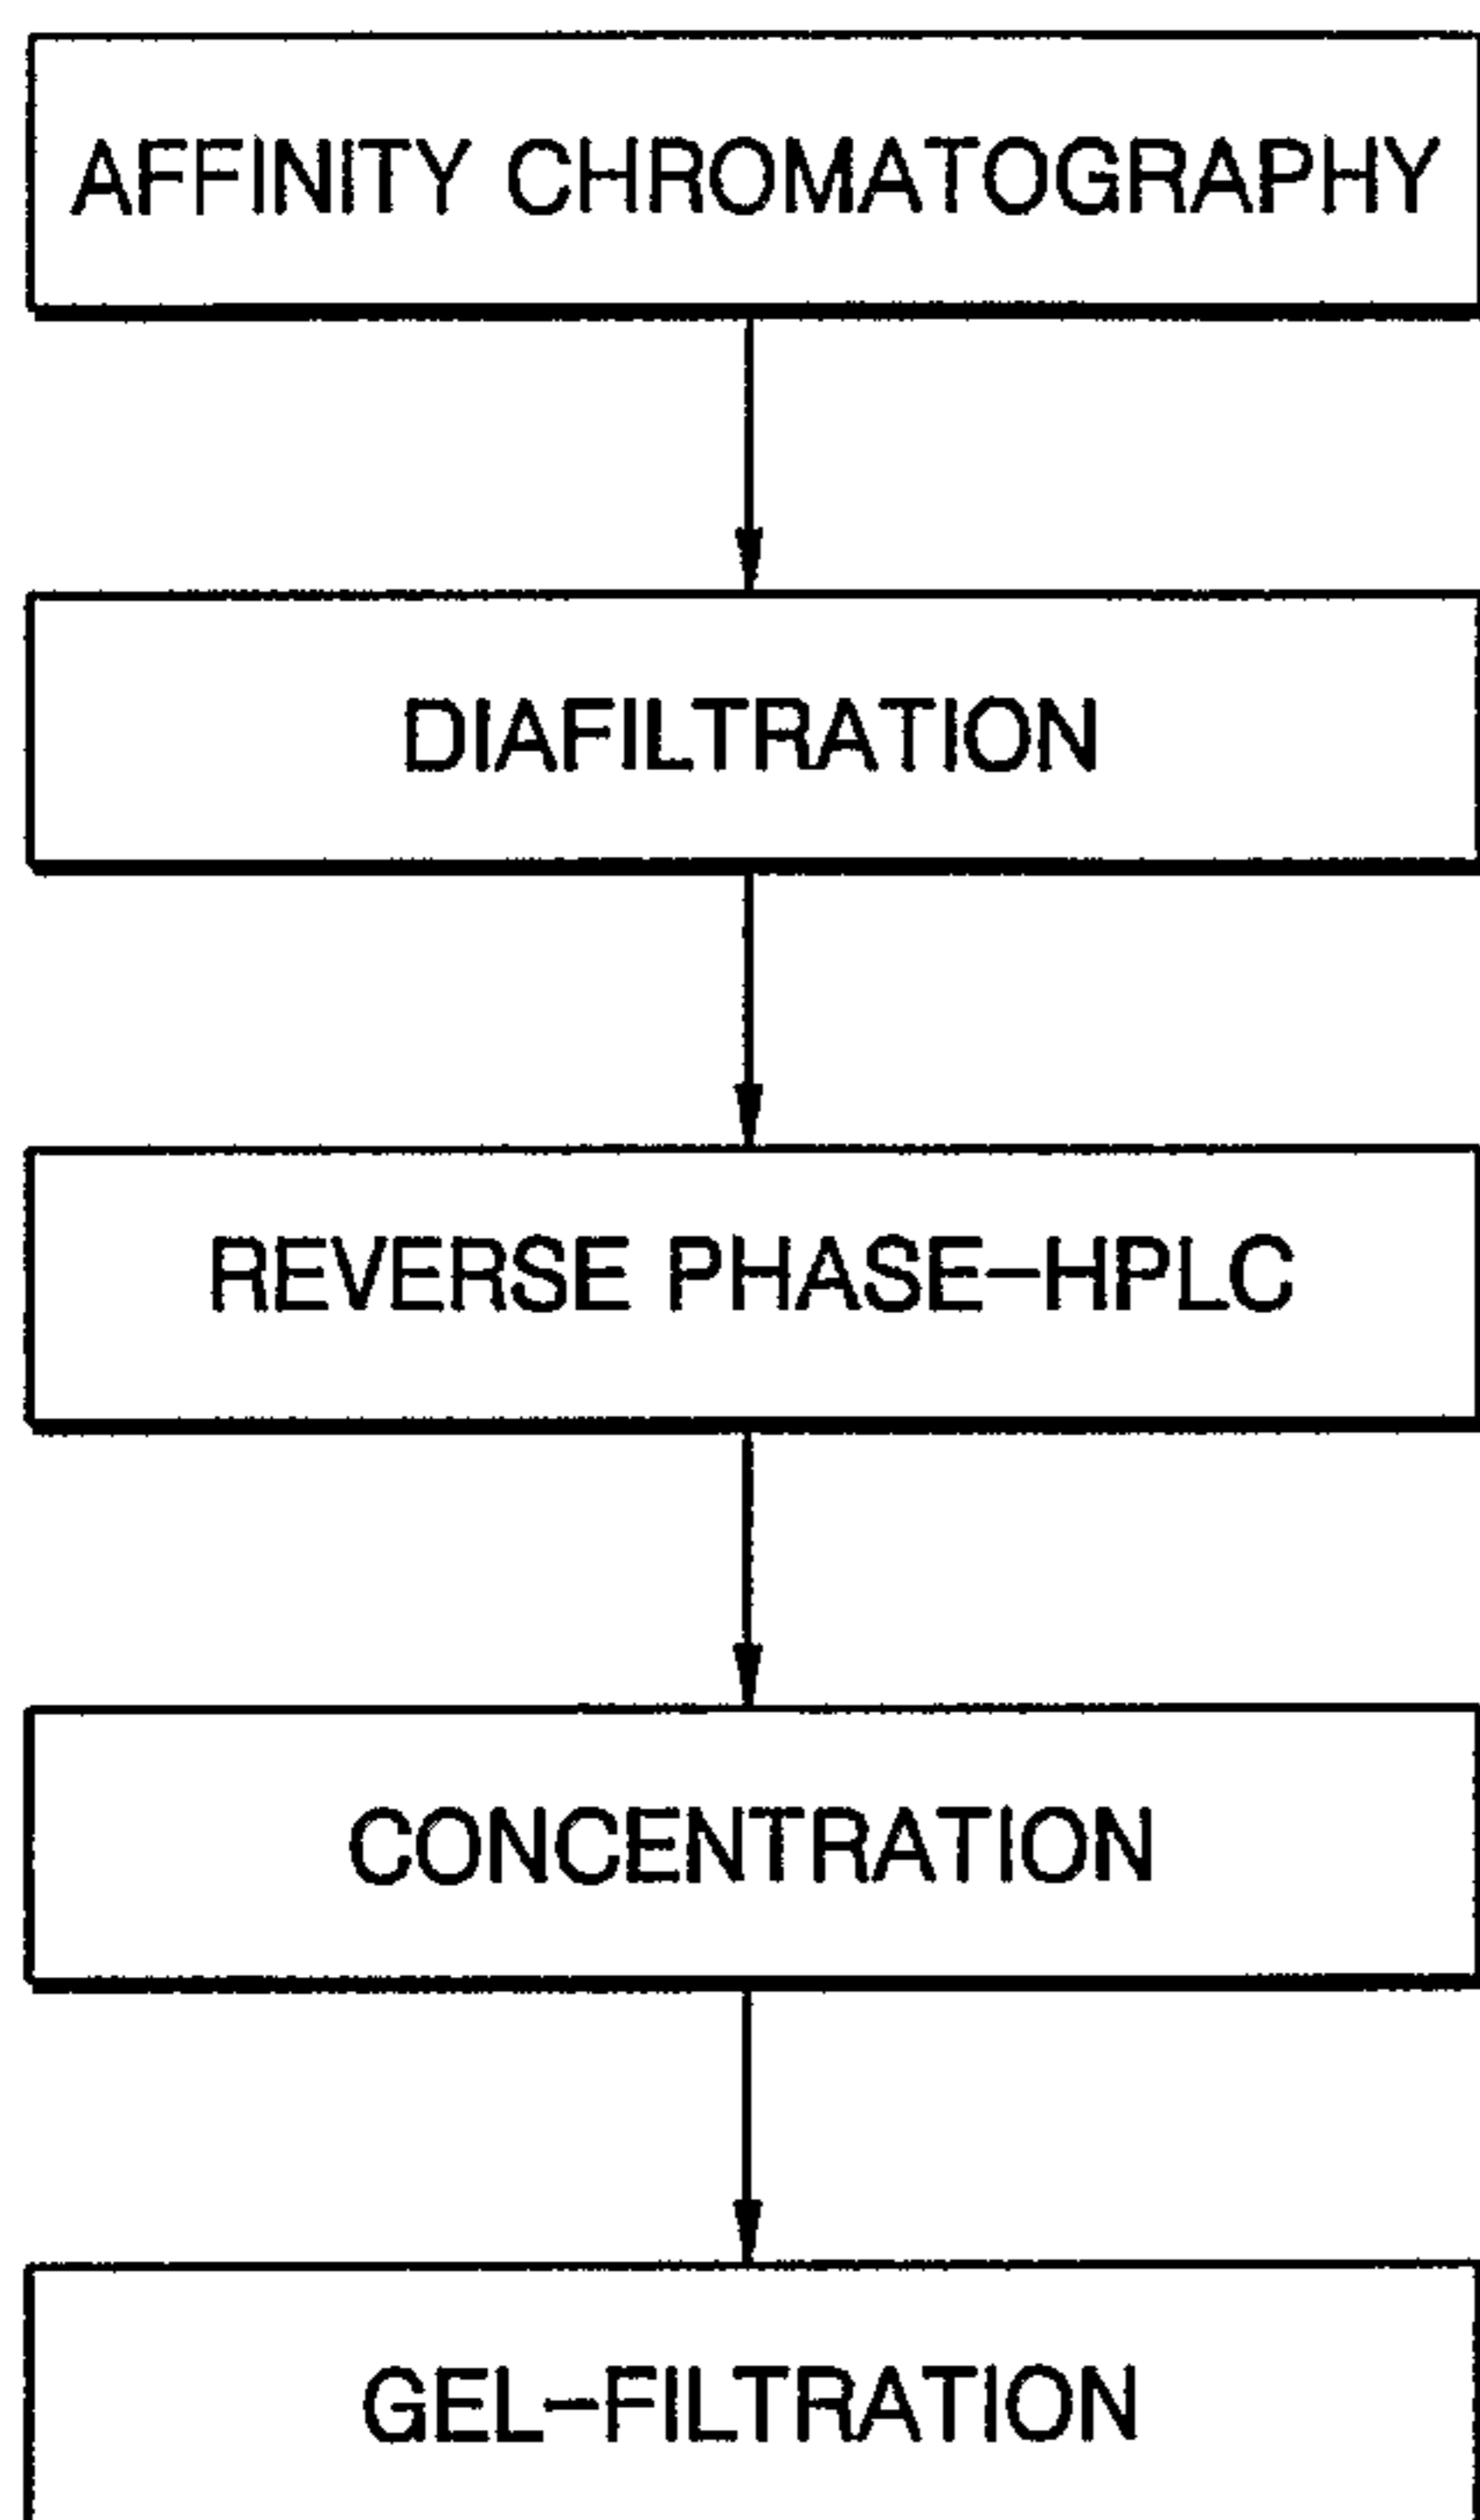 AFFINITY CHROMATOGRAPHY
DIAFILTRATION
REVERSE PHASE-HPLC
CONCENTRATION
GEL-FILTRATION